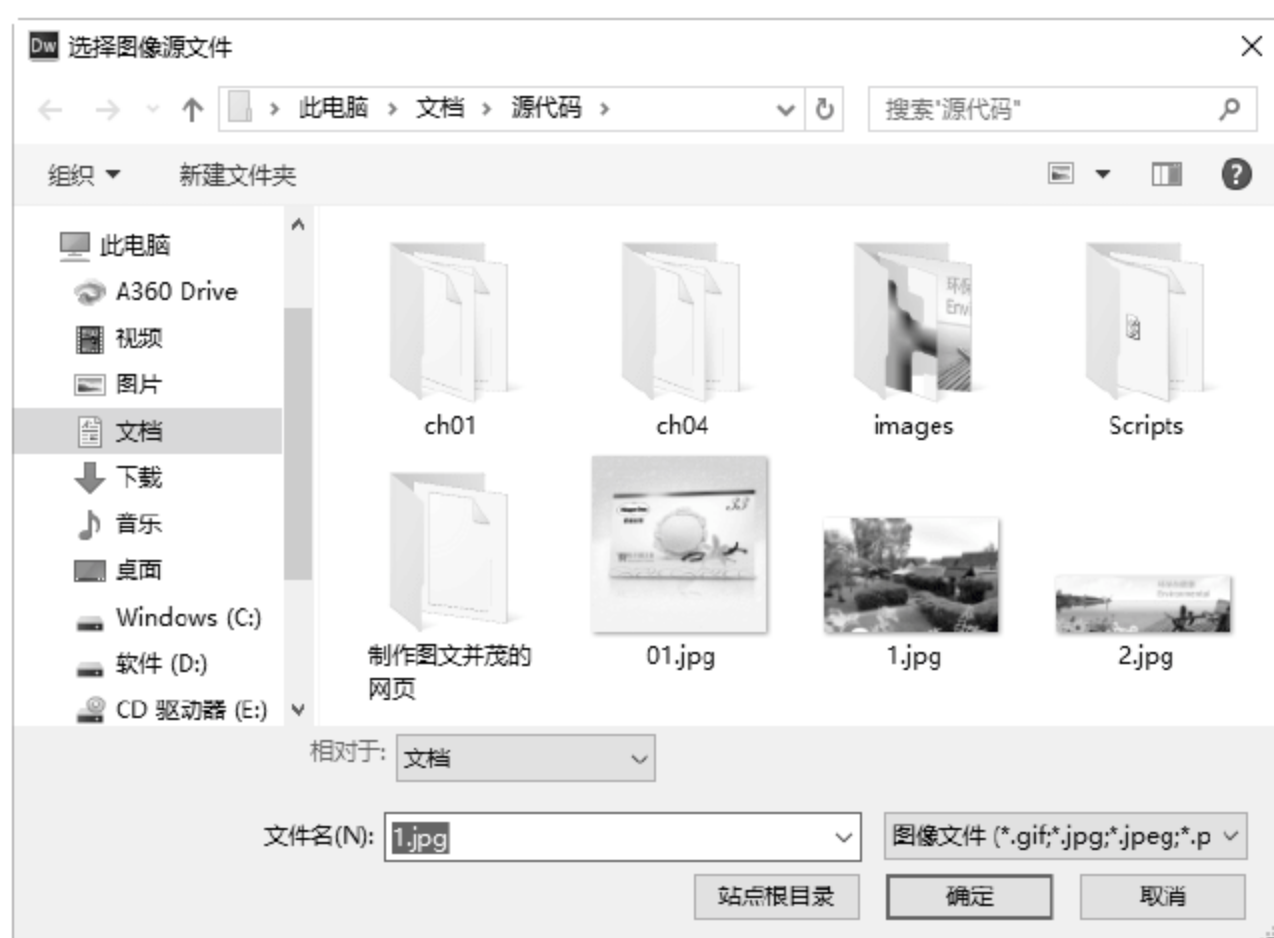 Dw 选择图像源文件
此电脑 > 文档 > 源代码 >
搜索"源代码"
组织
新建文件夹
此电脑
A360 Drive
视频
图片
文档
下载
音乐
桌面
Windows (C:)
软件 (D:)
CD 驱动器 (E:)
ch01
ch04
images
Scripts
制作图文并茂的
网页
01.jpg
1.jpg
2.jpg
相对于:
文档
文件名(N):
1.jpg
图像文件 (*.gif;*.jpg;*.jpeg;*.p
站点根目录
确定
取消